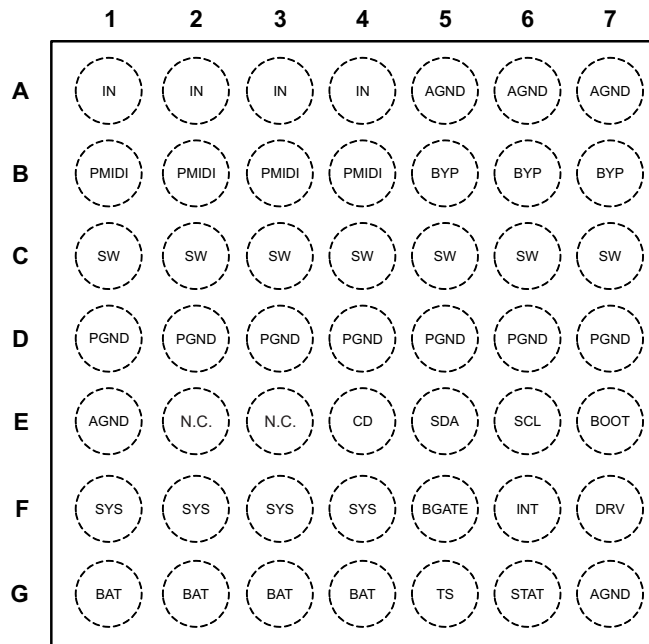 1 2 3 4 5 6 7
A IN IN IN IN AGND AGND AGND
B PMIDI PMIDI PMIDI PMIDI BYP BYP BYP
C SW SW SW SW SW SW SW
D PGND PGND PGND PGND PGND PGND PGND
E AGND N.C. N.C. CD SDA SCL BOOT
F SYS SYS SYS SYS BGATE INT DRV
G BAT BAT BAT BAT TS STAT AGND